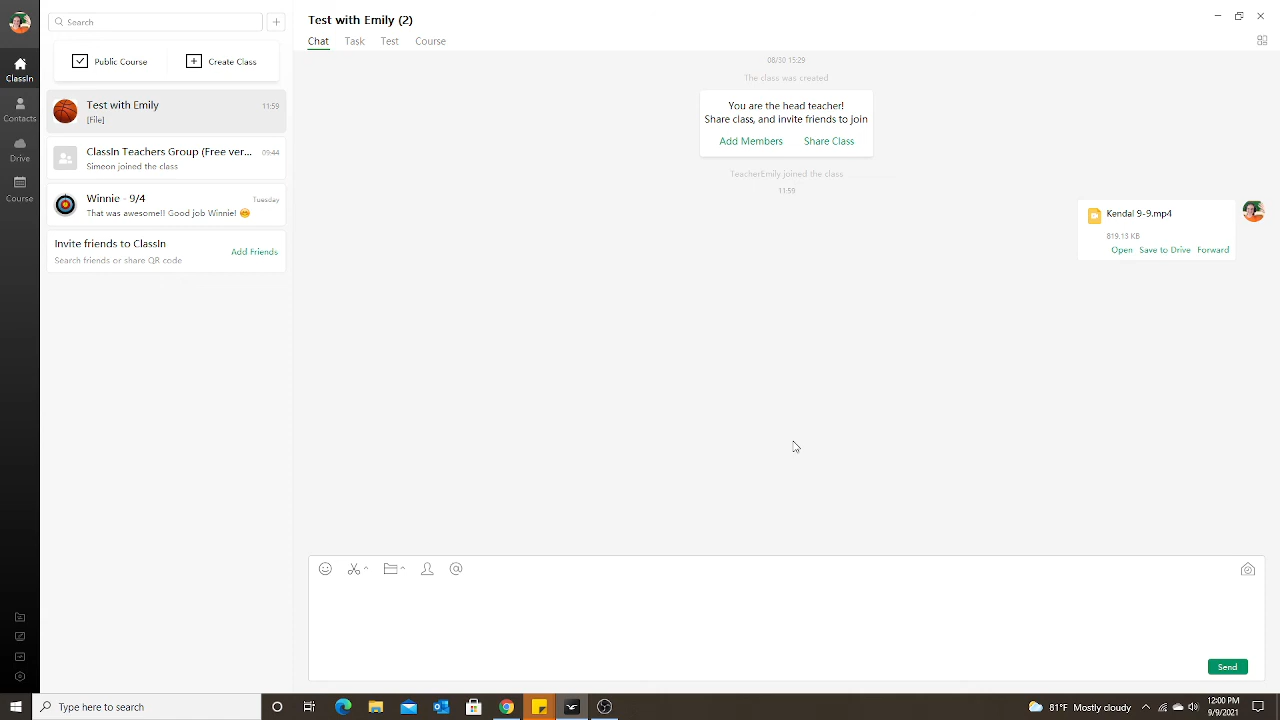 Search
Public Course
Create Class
ClassIn
Contacts
Drive
Course
Test with Emily
11:59
[File]
ClassIn Teachers Group (Free ver...
09:44
Simeon joined the class
Winnie - 9/4
Tuesday
That was awesome!! Good job Winnie!
Invite friends to ClassIn
Search friends or share QR code
Add Friends
Test with Emily (2)
Chat
Task
Test
Course
08/30 15:29
The class was created
You are the head teacher!
Share class, and invite friends to join
Add Members
Share Class
TeacherEmily joined the class
11:59
Kendal 9-9.mp4
819.13 KB
Open Save to Drive Forward
Send
Type here to search
81°F Mostly cloudy
12:00 PM
9/9/2021